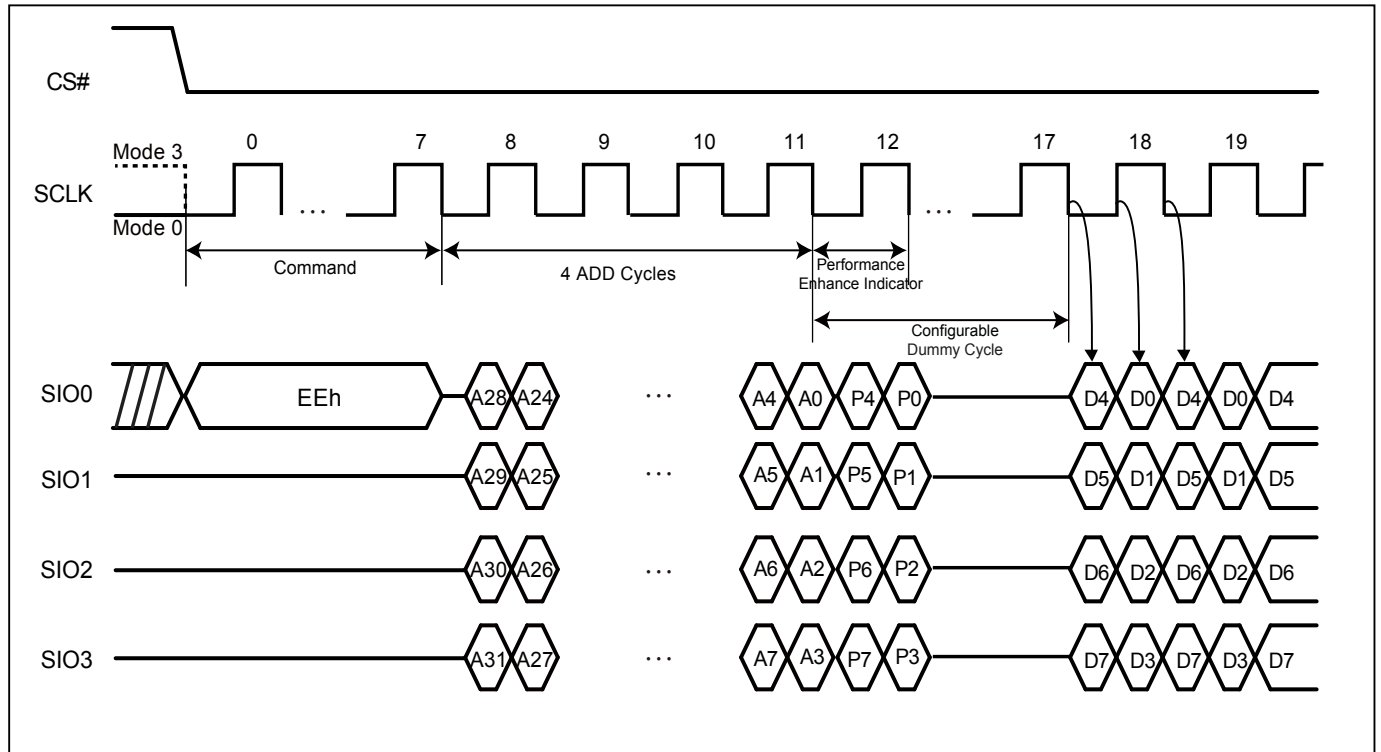 CS#
0 7 8 9 10 11 12 17 18 19
Mode 3
SCLK
...
...
Mode 0
Command
4 ADD Cycles
Performance
Enhance Indicator
Configurable
Dummy Cycle
SIO0 EEh A28 A24 ... A4 A0 P4 P0 D4 D0 D4 D0 D4
SIO1 A29 A25 ... A5 A1 P5 P1 D5 D1 D5 D1 D5
SIO2 A30 A26 ... A6 A2 P6 P2 D6 D2 D6 D2 D6
SIO3 A31 A27 ... A7 A3 P7 P3 D7 D3 D7 D3 D7